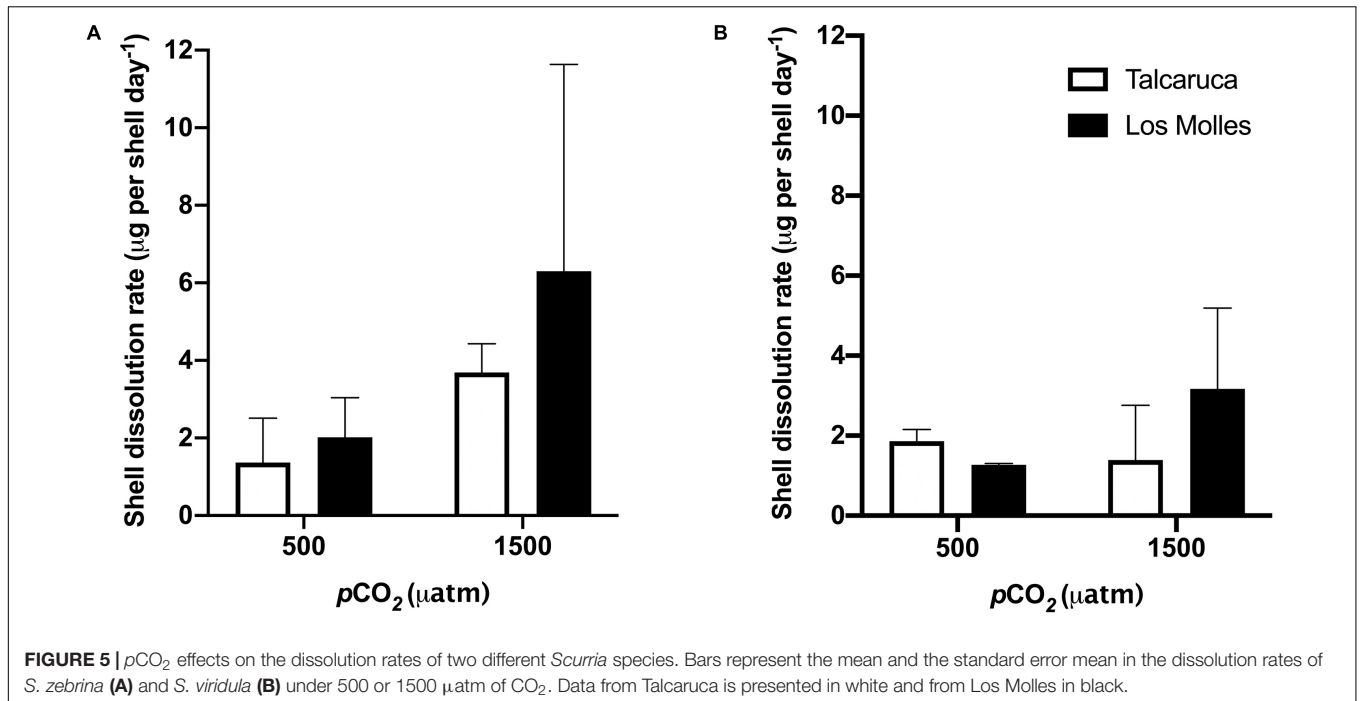 A
Shell dissolution rate (μg per shell day-1)
12
10
8
6
4
2
0
500
1500
pCO2 (μatm)
B
Shell dissolution rate (μg per shell day-1)
12
10
8
6
4
2
0
500
1500
pCO2 (μatm)
Talcaruca
Los Molles
FIGURE 5 | pCO2 effects on the dissolution rates of two different Scurria species. Bars represent the mean and the standard error mean in the dissolution rates of
S. zebrina (A) and S. viridula (B) under 500 or 1500 μatm of CO2. Data from Talcaruca is presented in white and from Los Molles in black.